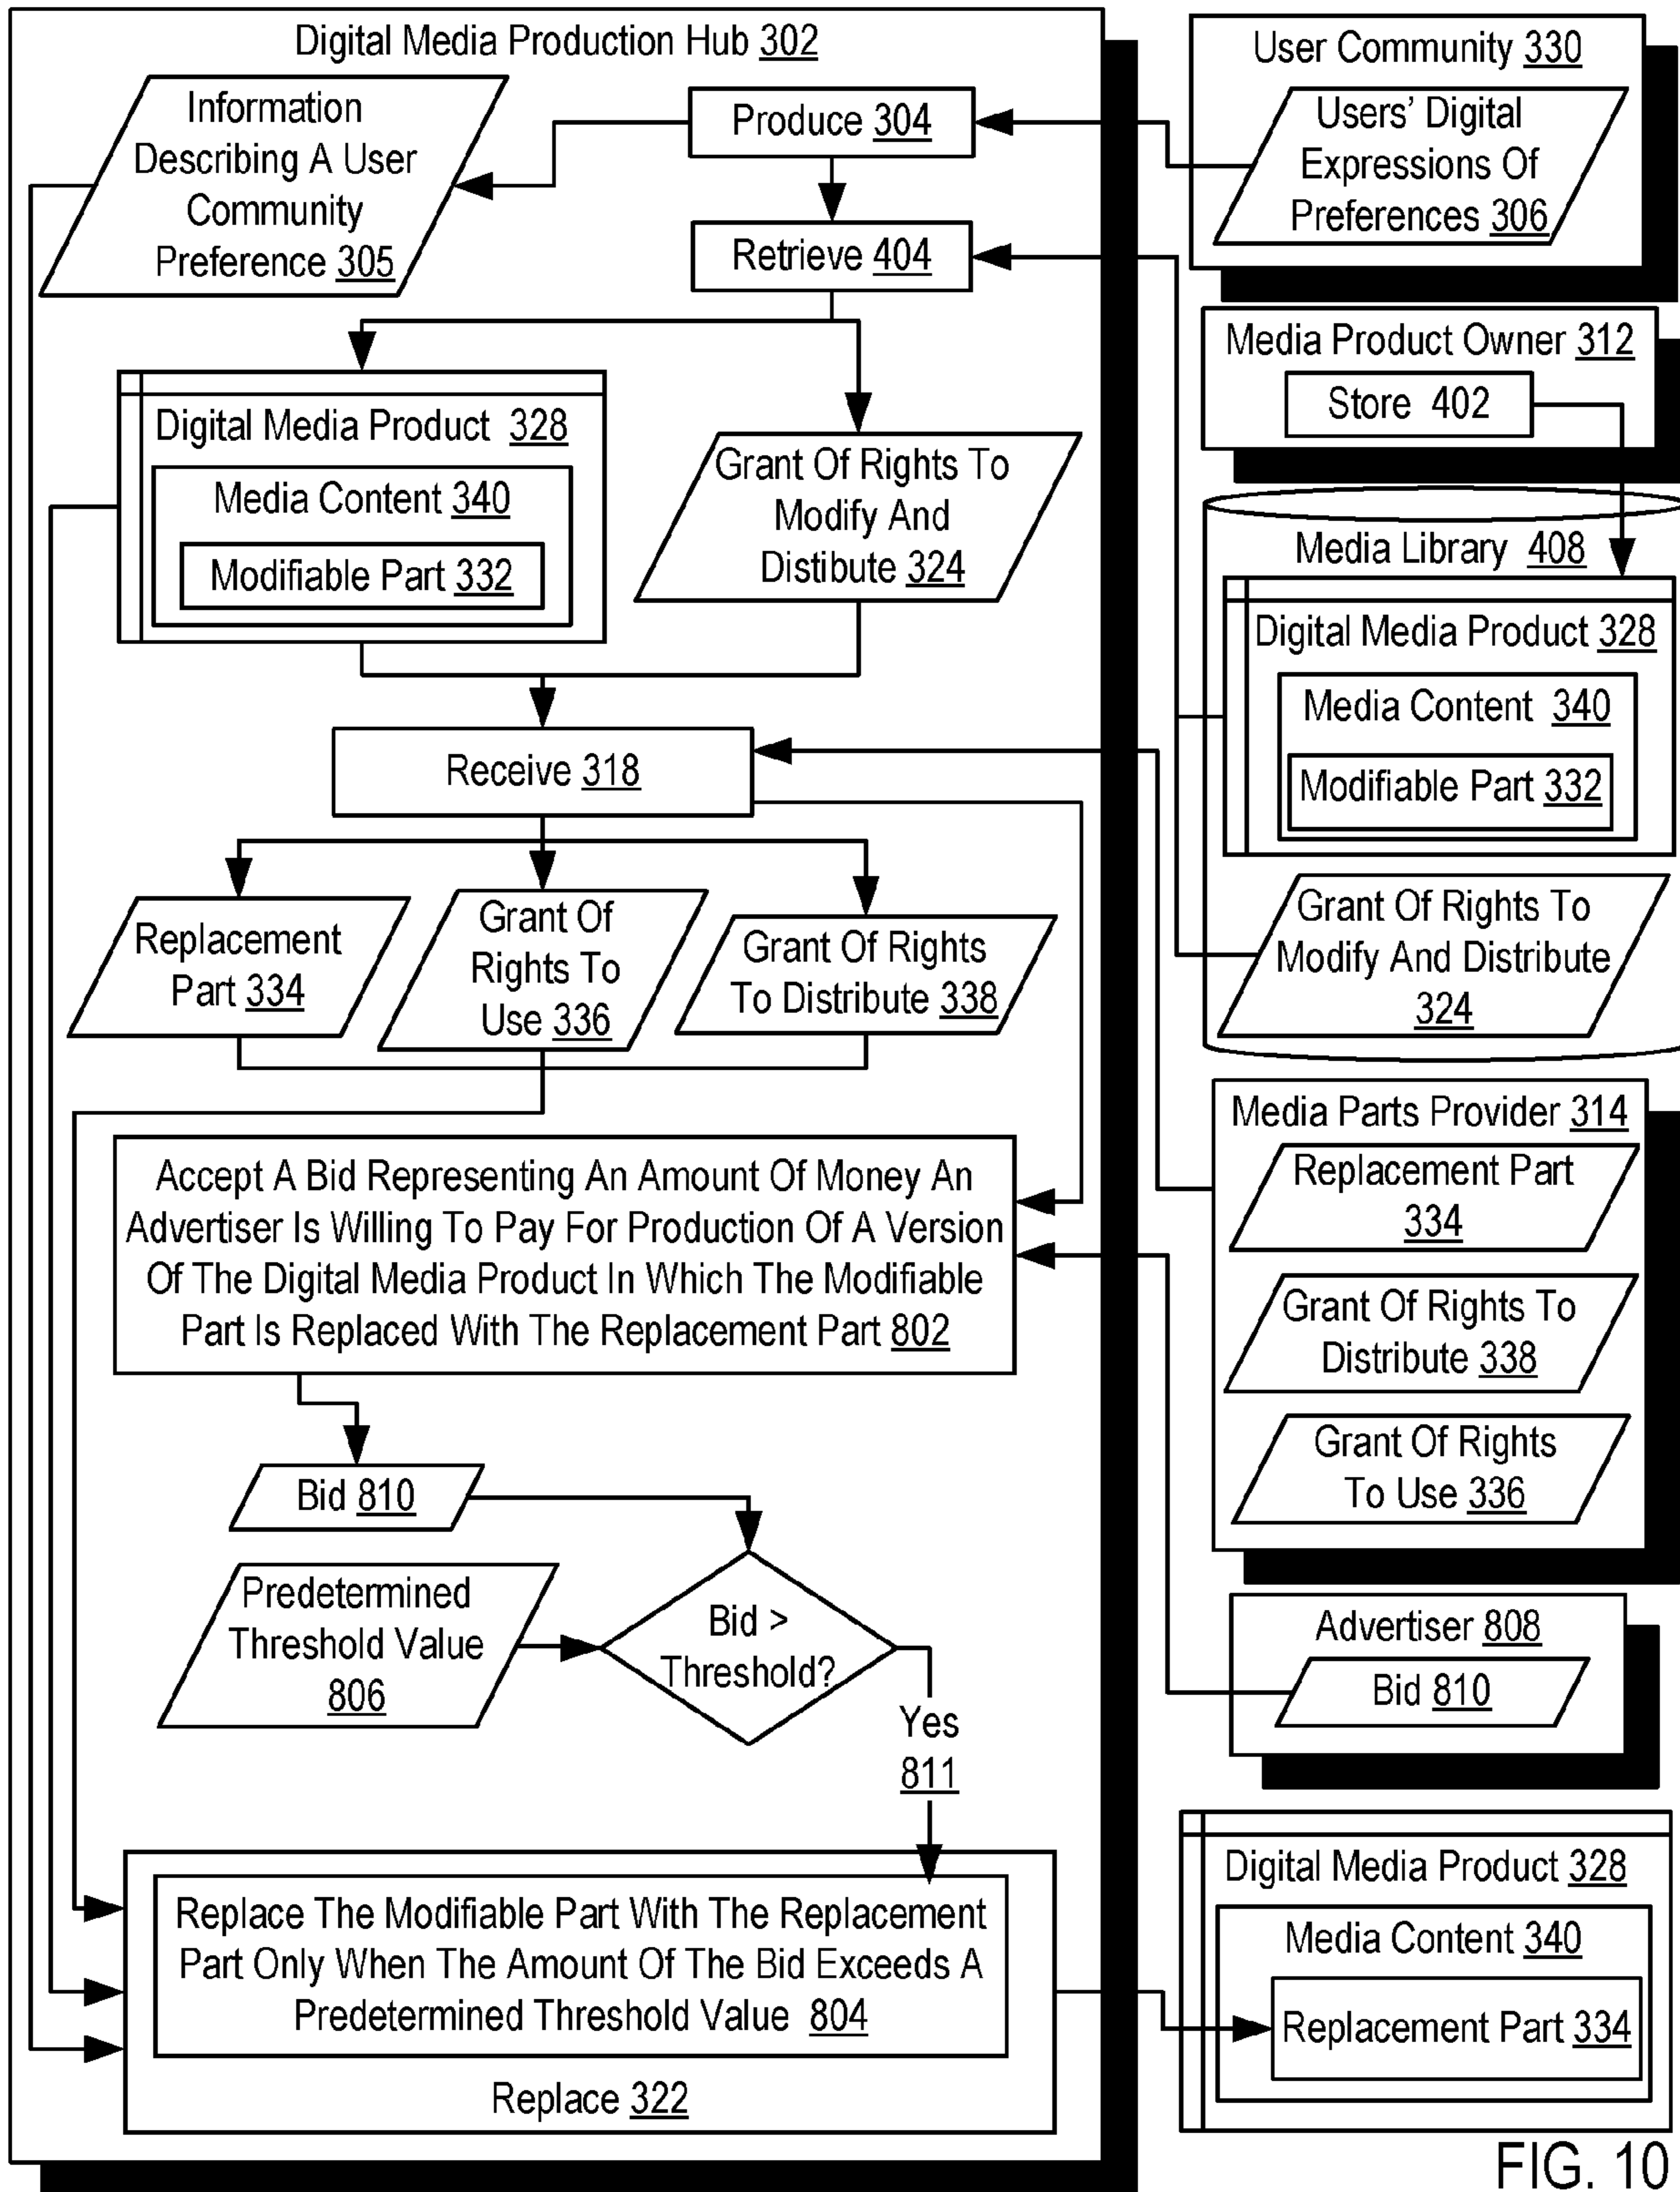 Digital Media Production Hub 302
Information
Describing A User
Community
Preference 305
Produce 304
Retrieve 404
Digital Media Product 328
Media Content 340
Modifiable Part 332
Grant Of Rights To
Modify And
Distibute 324
Receive 318
Replacement
Part 334
Grant Of
Rights To
Use 336
Grant Of Rights
To Distribute 338
Accept A Bid Representing An Amount Of Money An
Advertiser Is Willing To Pay For Production Of A Version
Of The Digital Media Product In Which The Modifiable
Part Is Replaced With The Replacement Part 802
Bid 810
Predetermined
Threshold Value
806
Bid >
Threshold?
Yes
811
Replace The Modifiable Part With The Replacement
Part Only When The Amount Of The Bid Exceeds A
Predetermined Threshold Value 804
Replace 322
User Community 330
Users' Digital
Expressions Of
Preferences 306
Media Product Owner 312
Store 402
Media Library 408
Digital Media Product 328
Media Content 340
Modifiable Part 332
Grant Of Rights To
Modify And Distribute
324
Media Parts Provider 314
Replacement Part
334
Grant Of Rights To
Distribute 338
Grant Of Rights
To Use 336
Advertiser 808
Bid 810
Digital Media Product 328
Media Content 340
Replacement Part 334
FIG. 10